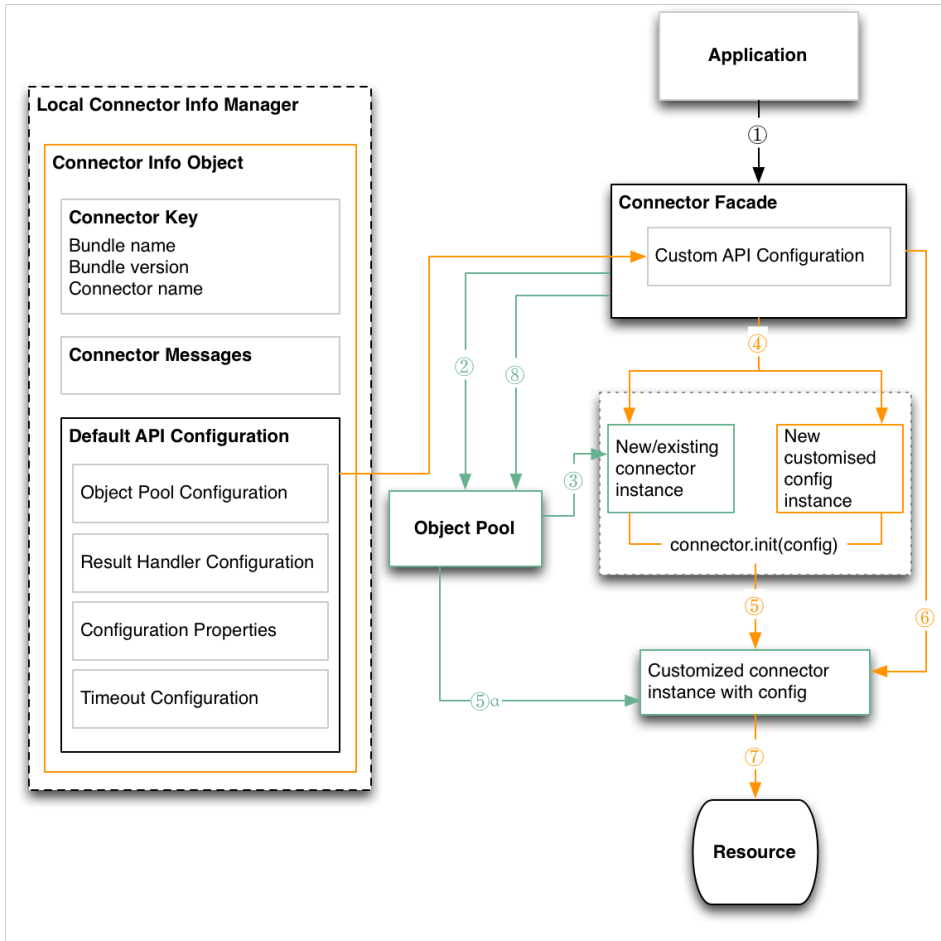 Application
①
Local Connector Info Manager
Connector Info Object
Connector Key
Bundle name
Bundle version
Connector name
Connector Messages
Default API Configuration
Object Pool Configuration
Result Handler Configuration
Configuration Properties
Timeout Configuration
Connector Facade
Custom API Configuration
②
⑧
④
③
Object Pool
New/existing
connector
instance
New
customised
config
instance
connector.init(config)
⑤
⑥
⑤a
Customized connector
instance with config
⑦
Resource